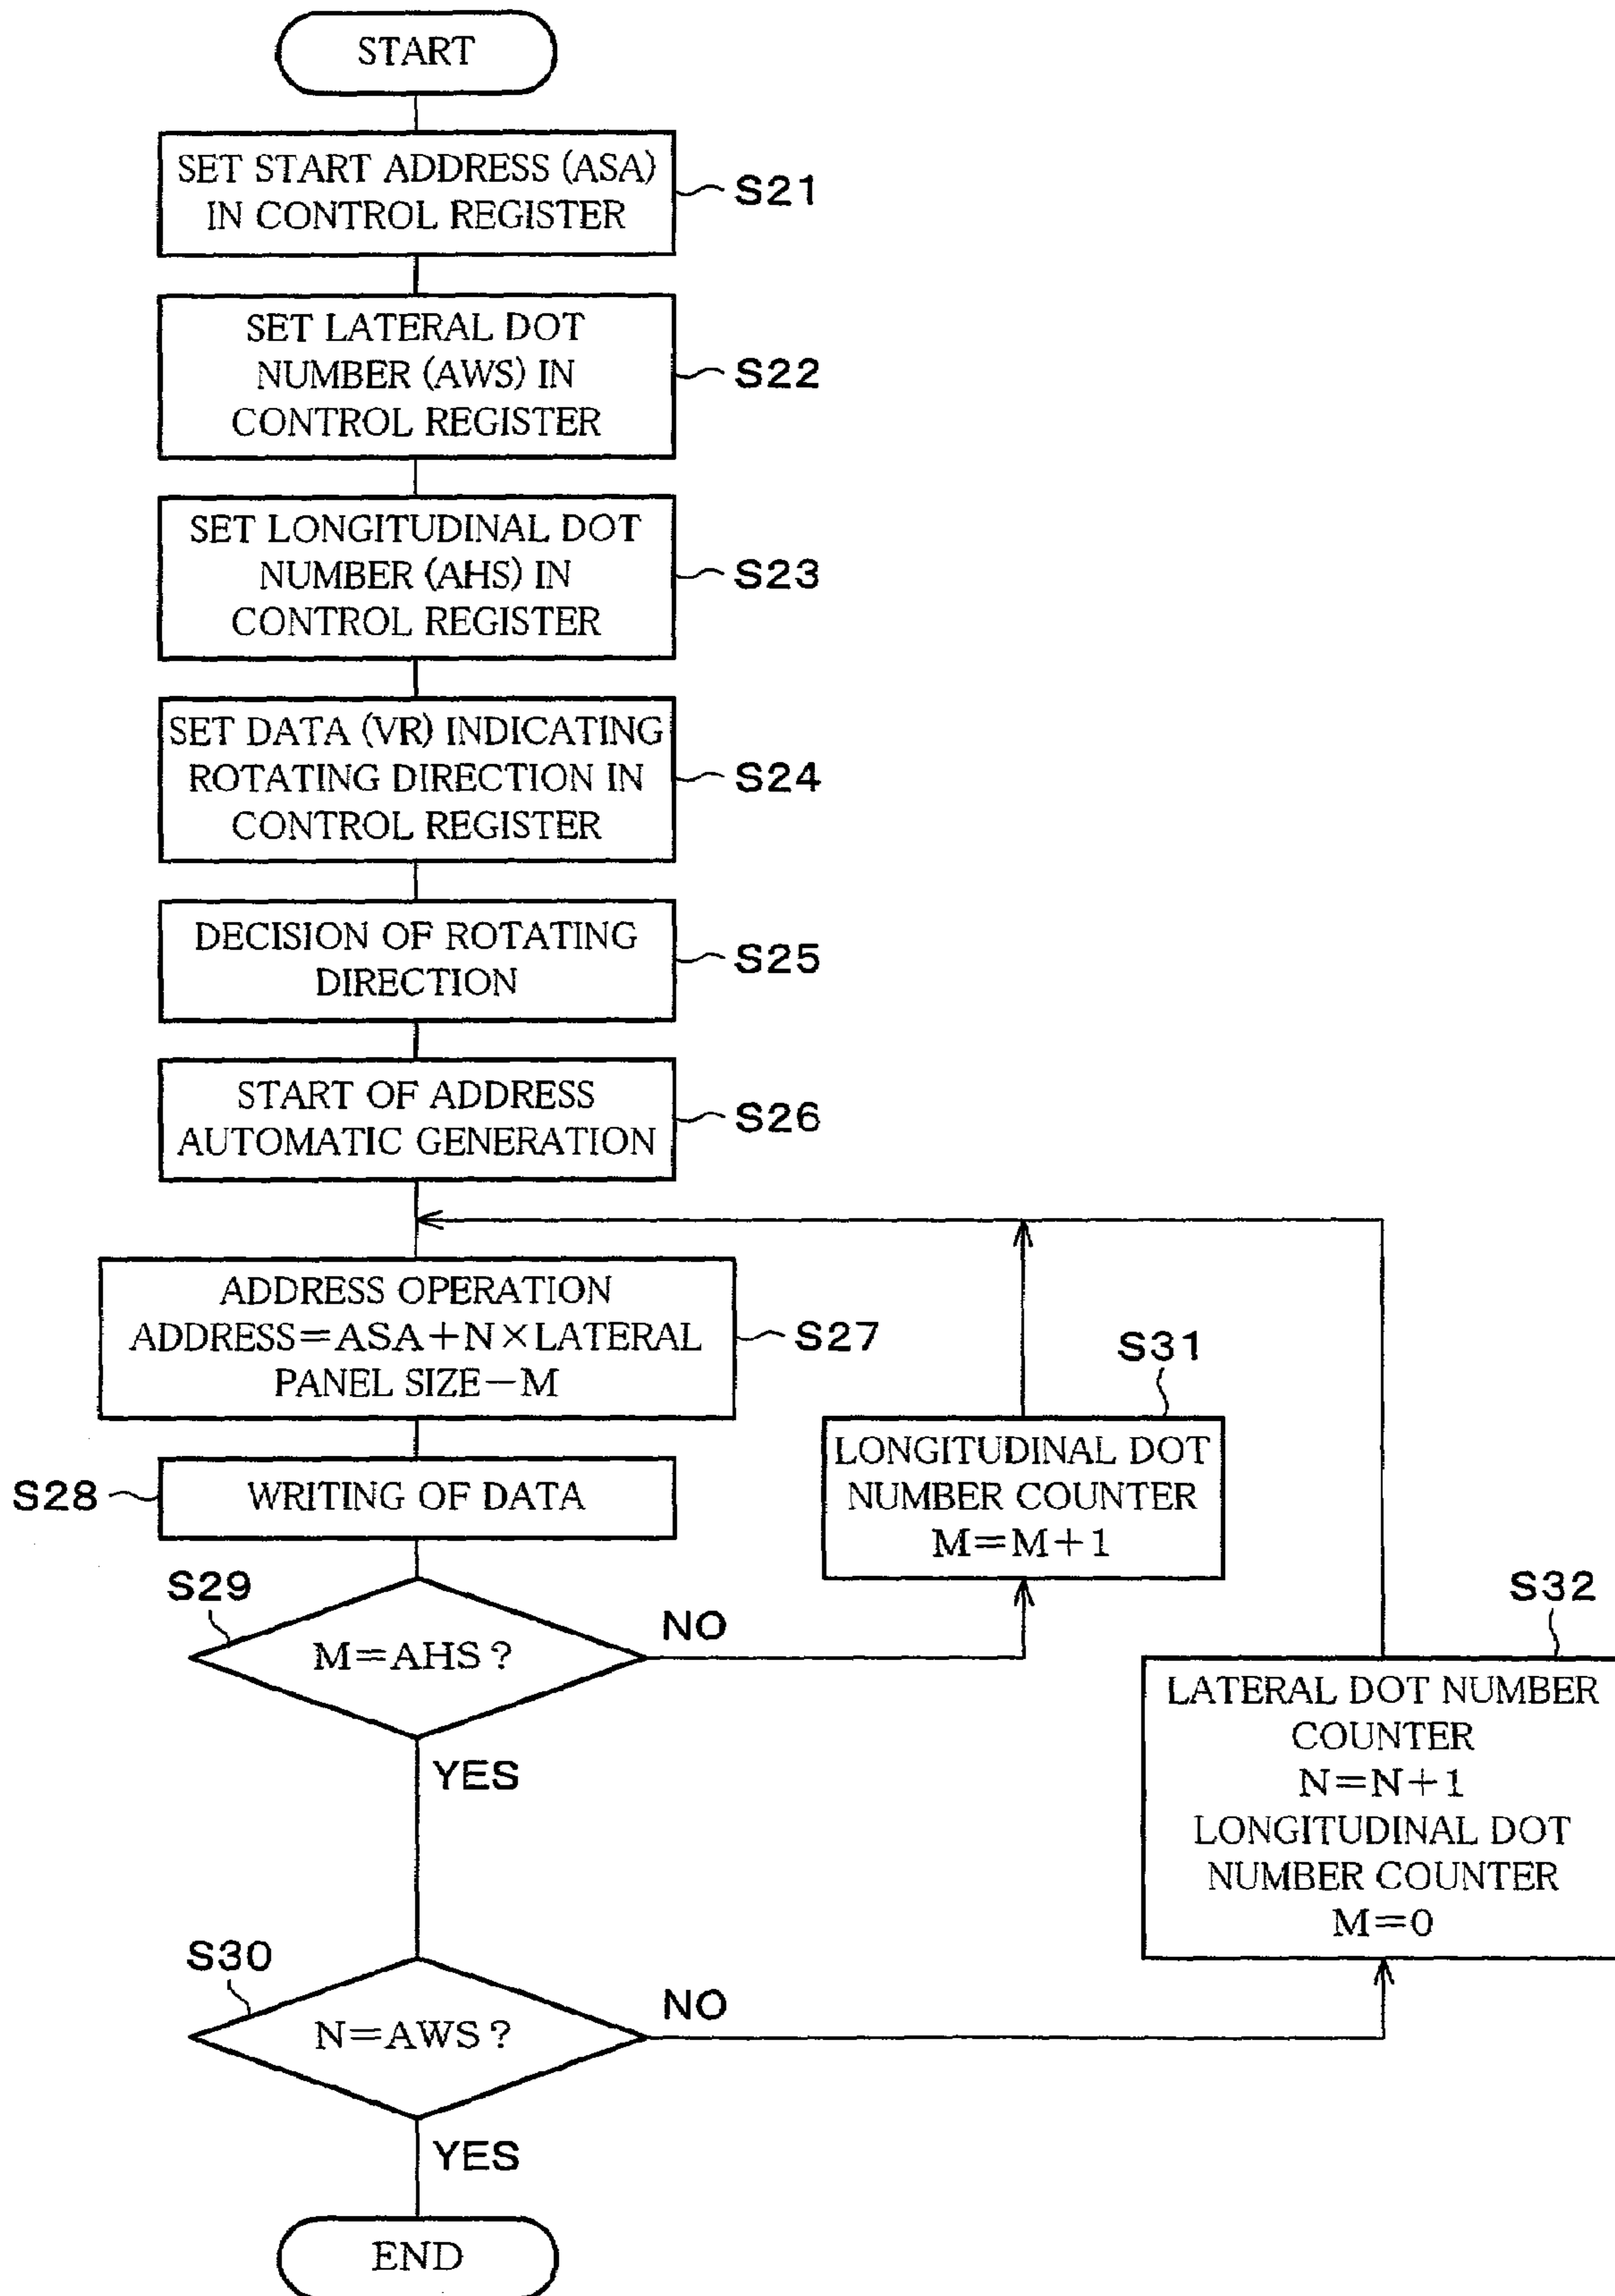 START
SET START ADDRESS (ASA)
IN CONTROL REGISTER
S21
SET LATERAL DOT
NUMBER (AWS) IN
CONTROL REGISTER
S22
SET LONGITUDINAL DOT
NUMBER (AHS) IN
CONTROL REGISTER
S23
SET DATA (VR) INDICATING
ROTATING DIRECTION IN
CONTROL REGISTER
S24
DECISION OF ROTATING
DIRECTION
S25
START OF ADDRESS
AUTOMATIC GENERATION
S26
ADDRESS OPERATION
ADDRESS=ASA+N×LATERAL
PANEL SIZE-M
S27
S28
WRITING OF DATA
S29
M=AHS?
NO
YES
S31
LONGITUDINAL DOT
NUMBER COUNTER
M=M+1
S30
N=AWS?
NO
YES
S32
LATERAL DOT NUMBER
COUNTER
N=N+1
LONGITUDINAL DOT
NUMBER COUNTER
M=0
END